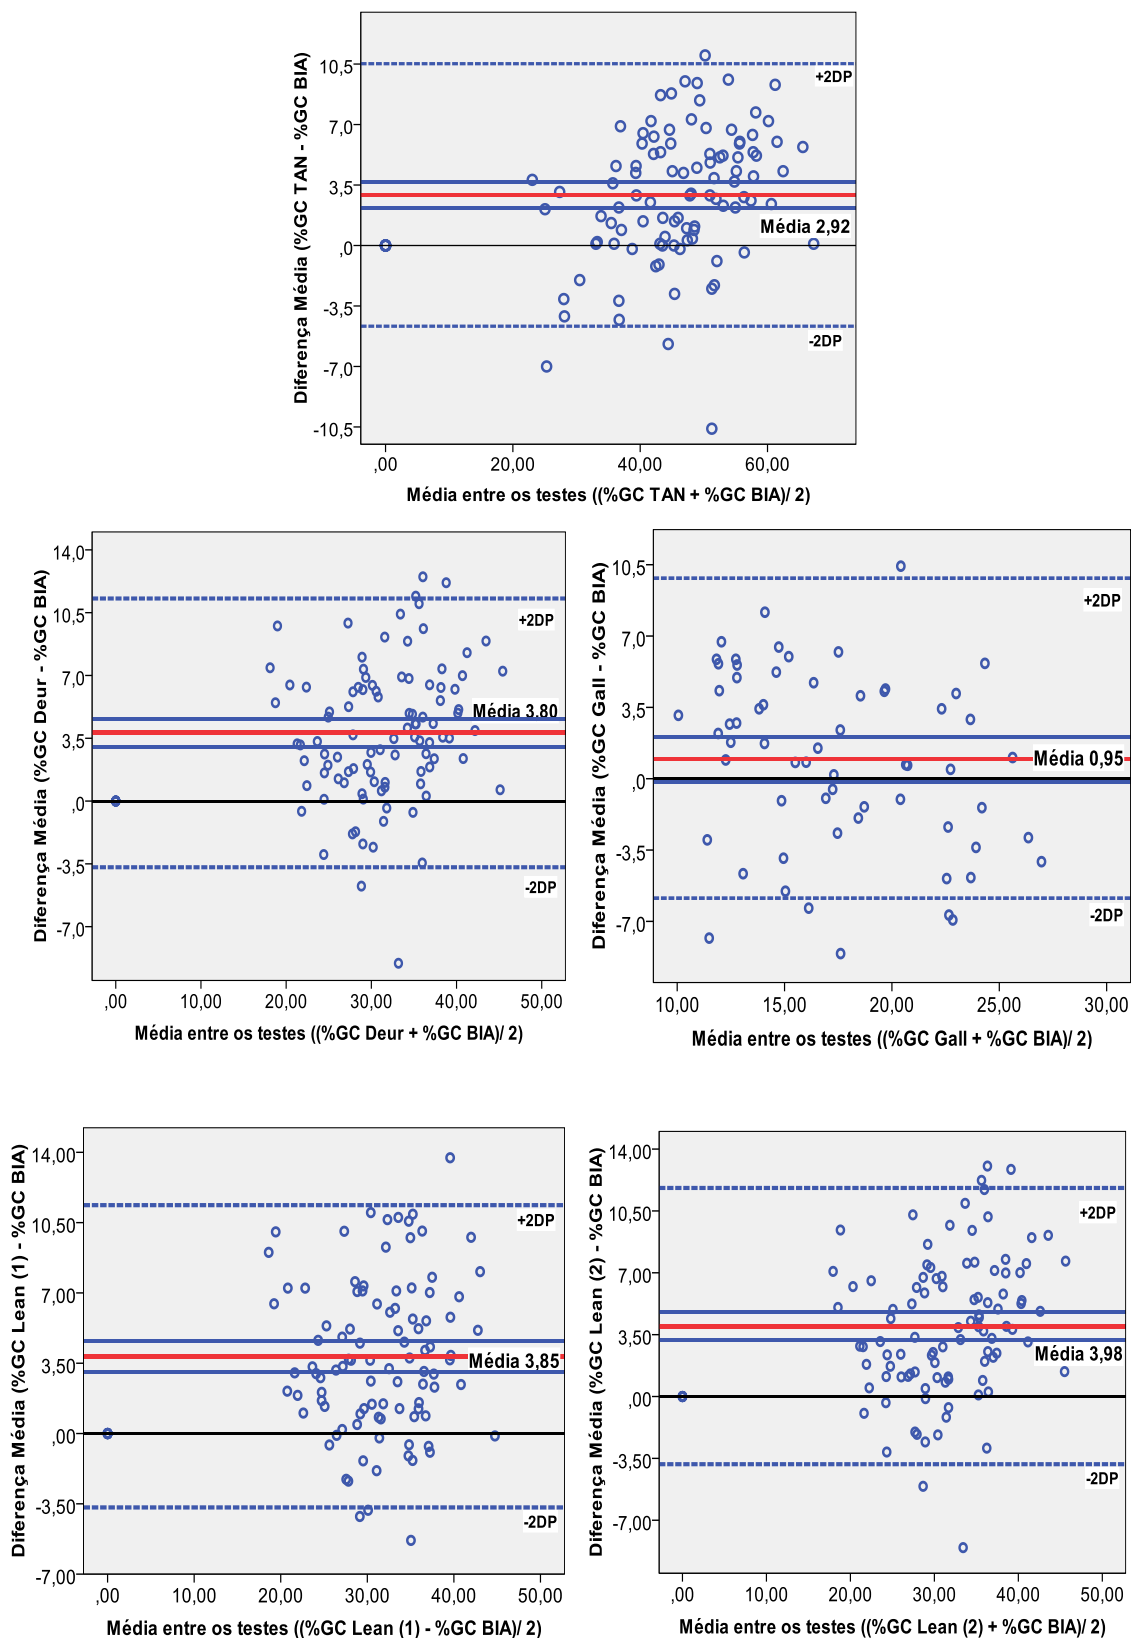 Diferença Média (%GC TAN - %GC BIA)
10,5
7,0
3,5
,0
-3,5
-7,0
-10,5
+2DP
Média 2,92
-2DP
,00 20,00 40,00 60,00
Média entre os testes ((%GC TAN + %GC BIA)/ 2)
Diferença Média (%GC Deur - %GC BIA)
14,0
10,5
7,0
3,5
,0
-3,5
-7,0
+2DP
Média 3,80
-2DP
,00 10,00 20,00 30,00 40,00 50,00
Média entre os testes ((%GC Deur + %GC BIA)/ 2)
Diferença Média (%GC Gall - %GC BIA)
10,5
7,0
3,5
,0
-3,5
-7,0
+2DP
Média 0,95
-2DP
10,00 15,00 20,00 25,00 30,00
Média entre os testes ((%GC Gall + %GC BIA)/ 2)
Diferença Média (%GC Lean (1) - %GC BIA)
14,00
10,50
7,00
3,50
,00
-3,50
-7,00
+2DP
Média 3,85
-2DP
,00 10,00 20,00 30,00 40,00 50,00
Média entre os testes ((%GC Lean (1) - %GC BIA)/ 2)
Diferença Média (%GC Lean (2) - %GC BIA)
14,00
10,50
7,00
3,50
,00
-3,50
-7,00
+2DP
Média 3,98
-2DP
,00 10,00 20,00 30,00 40,00 50,00
Média entre os testes ((%GC Lean (2) + %GC BIA)/ 2)